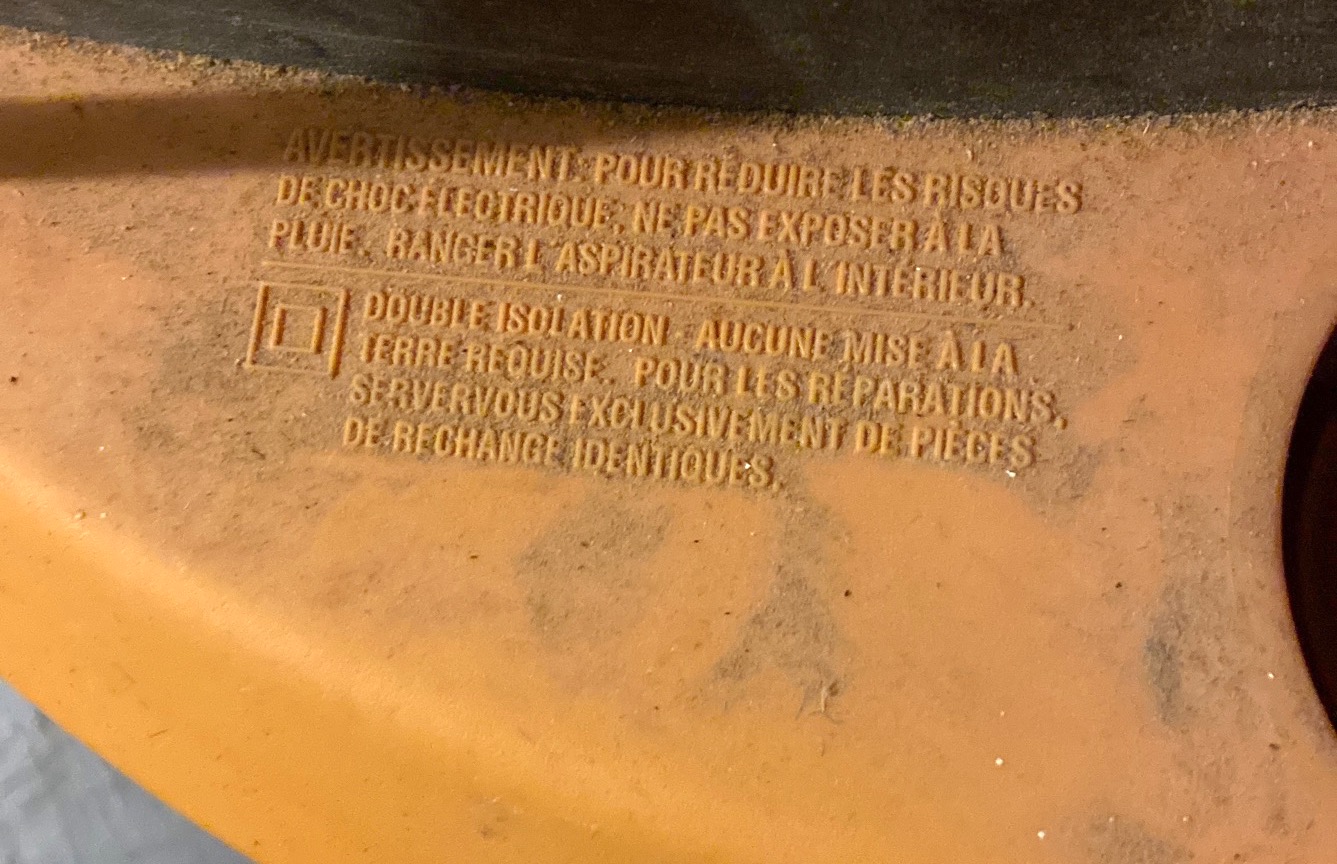 AVERTISSEMENT: POUR RÉDUIRE LES RISQUES
DE CHOC ÉLECTRIQUE, NE PAS EXPOSER À LA
PLUIE. RANGER L'ASPIRATEUR À L'INTÉRIEUR.
DOUBLE ISOLATION - AUCUNE MISE À LA
TERRE REQUISE. POUR LES RÉPARATIONS,
SERVERVOUS EXCLUSIVEMENT DE PIÈCES
DE RECHANGE IDENTIQUES.